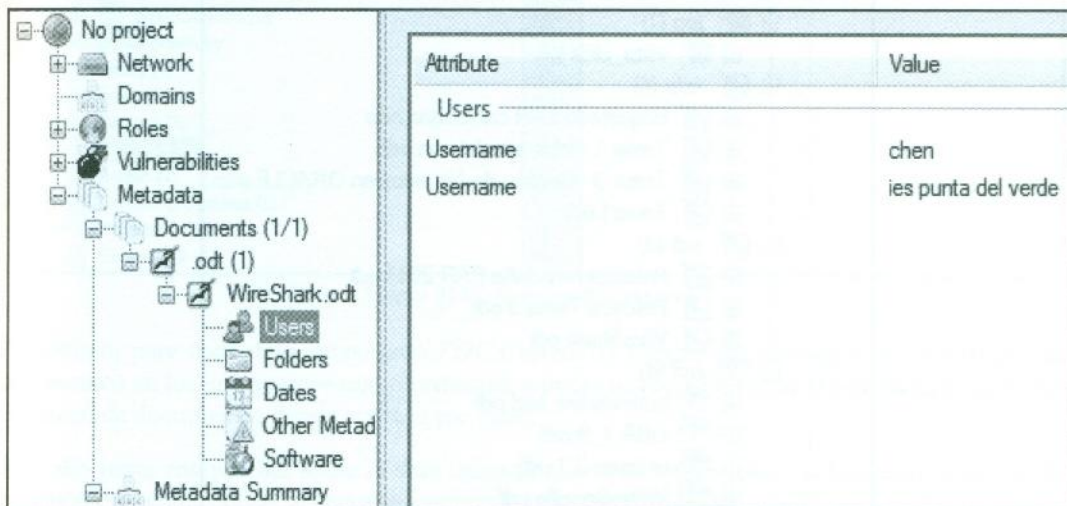 No project
Network
Domains
Roles
Vulnerabilities
Metadata
Documents (1/1)
.odt (1)
WireShark.odt
Users
Folders
Dates
Other Metad
Software
Metadata Summary
Attribute Value
Users
Username chen
Username ies punta del verde